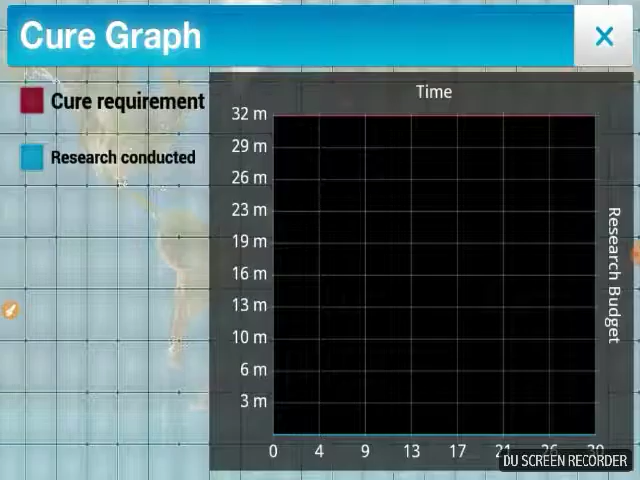 Cure Graph
Cure requirement
Research conducted
Time
32 m
29 m
26 m
23 m
19 m
16 m
13 m
10 m
6 m
3 m
0 4 9 13 17 21 26 30
Research Budget
DU SCREEN RECORDER